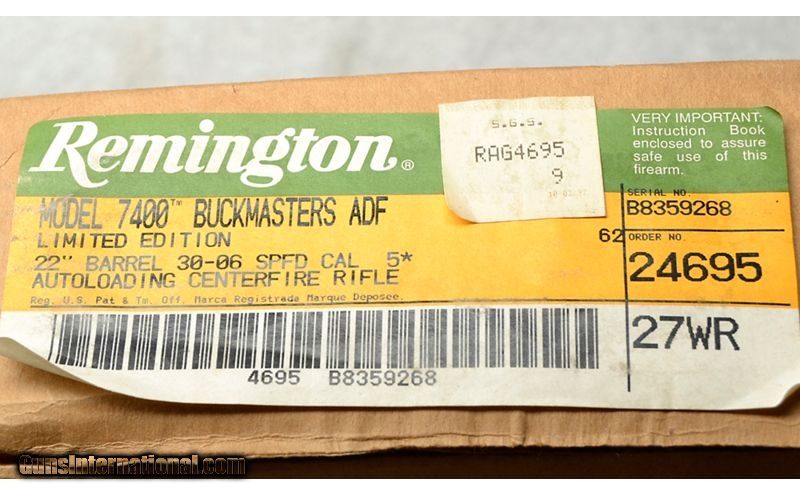 Remington®
MODEL 7400™ BUCKMASTERS ADF
LIMITED EDITION
22" BARREL 30-06 SPFD CAL 5*
AUTOLOADING CENTERFIRE RIFLE
Reg. U.S. Pat & Tm. Off. Marca Registrada Marque Deposee.
4695 B8359268
S.G.S.
RAG4695
9
VERY IMPORTANT:
Instruction Book
enclosed to assure
safe use of this
firearm.
SERIAL NO.
B8359268
62
ORDER NO.
24695
27WR
GunsInternational.com